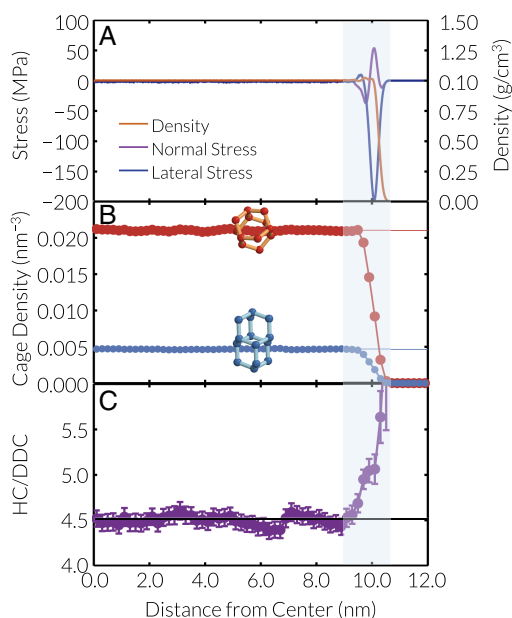 A
100
50
0
−50
−100
−150
−200
Stress (MPa)
1.50
1.00
0.10
0.75
0.50
0.25
0.00
Density (g/cm³)
Density
Normal Stress
Lateral Stress
B
0.020
0.015
0.010
0.005
0.000
Cage Density (nm⁻³)
C
5.5
5.0
4.5
4.0
HC/DDC
0.0 2.0 4.0 6.0 8.0 10.0 12.0
Distance from Center (nm)